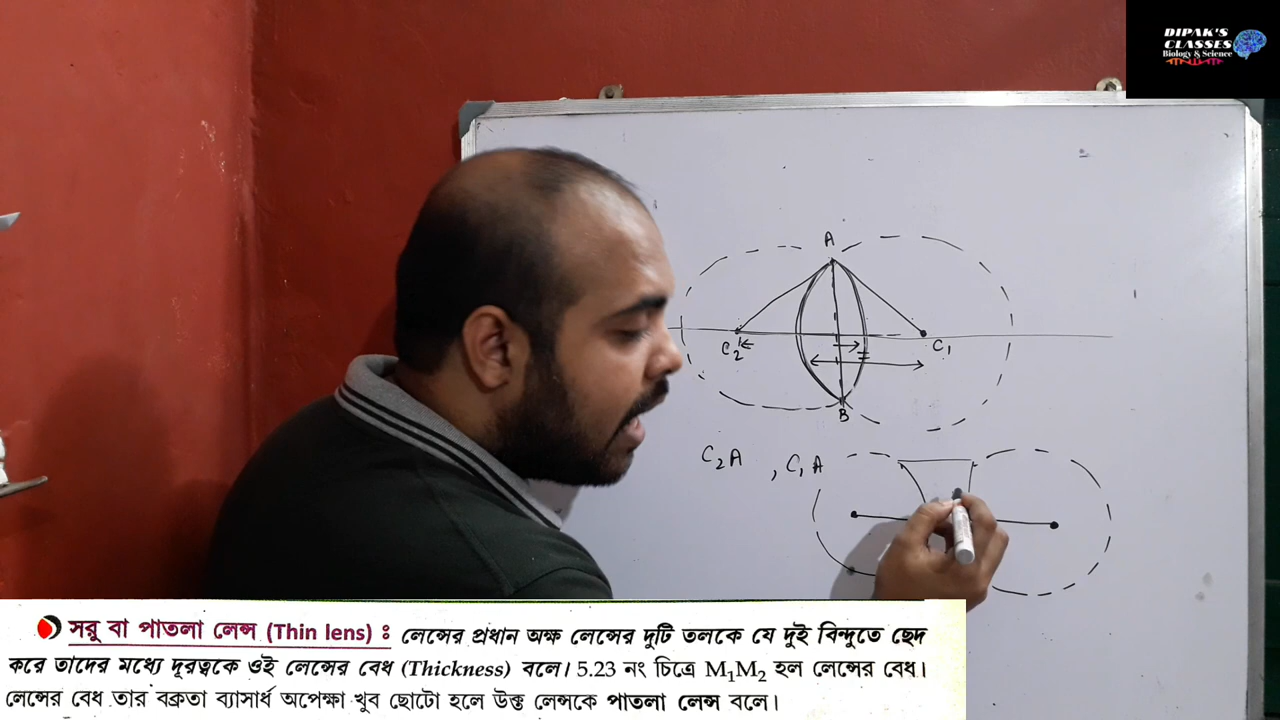 DIPAK'S
CLASSES
Biology & Science
A
C₂
C₁
B
C₂A , C₁A
সরু বা পাতলা লেন্স (Thin lens) : লেন্সের প্রধান অক্ষ লেন্সের দুটি তলকে যে দুই বিন্দুতে ছেদ
করে তাদের মধ্যে দূরত্বকে ওই লেন্সের বেধ (Thickness) বলে। 5.23 নং চিত্রে M₁M₂ হল লেন্সের বেধ।
লেন্সের বেধ তার বক্রতা ব্যাসার্ধ অপেক্ষা খুব ছোটো হলে উক্ত লেন্সকে পাতলা লেন্স বলে।